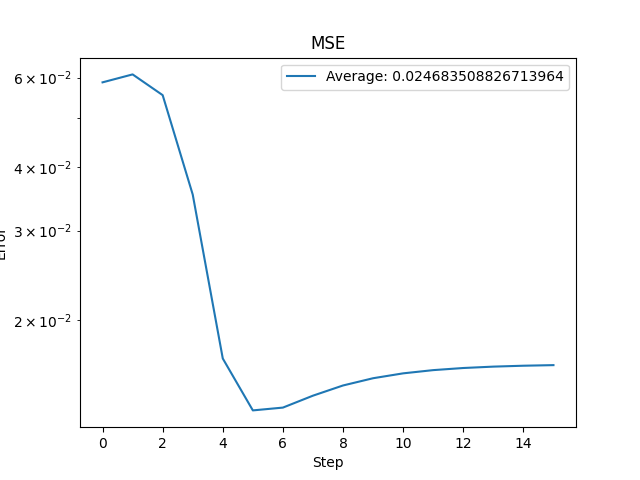 MSE
Average: 0.024683508826713964
6 × 10⁻²
4 × 10⁻²
3 × 10⁻²
2 × 10⁻²
Error
0 2 4 6 8 10 12 14
Step